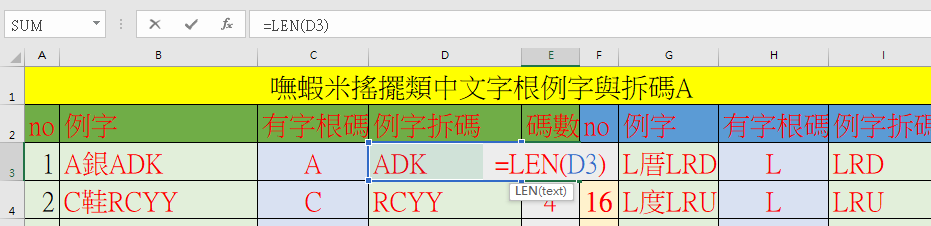 SUM =LEN(D3)
A B C D E F G H I
1 嘸蝦米搖擺類中文字根例字與拆碼A
2 no 例字 有字根碼 例字拆碼 碼數 no 例字 有字根碼 例字拆碼
3 1 A銀ADK A ADK =LEN(D3) L厝LRD L LRD
LEN(text)
4 2 C鞋RCYY C RCYY 4 16 L度LRU L LRU